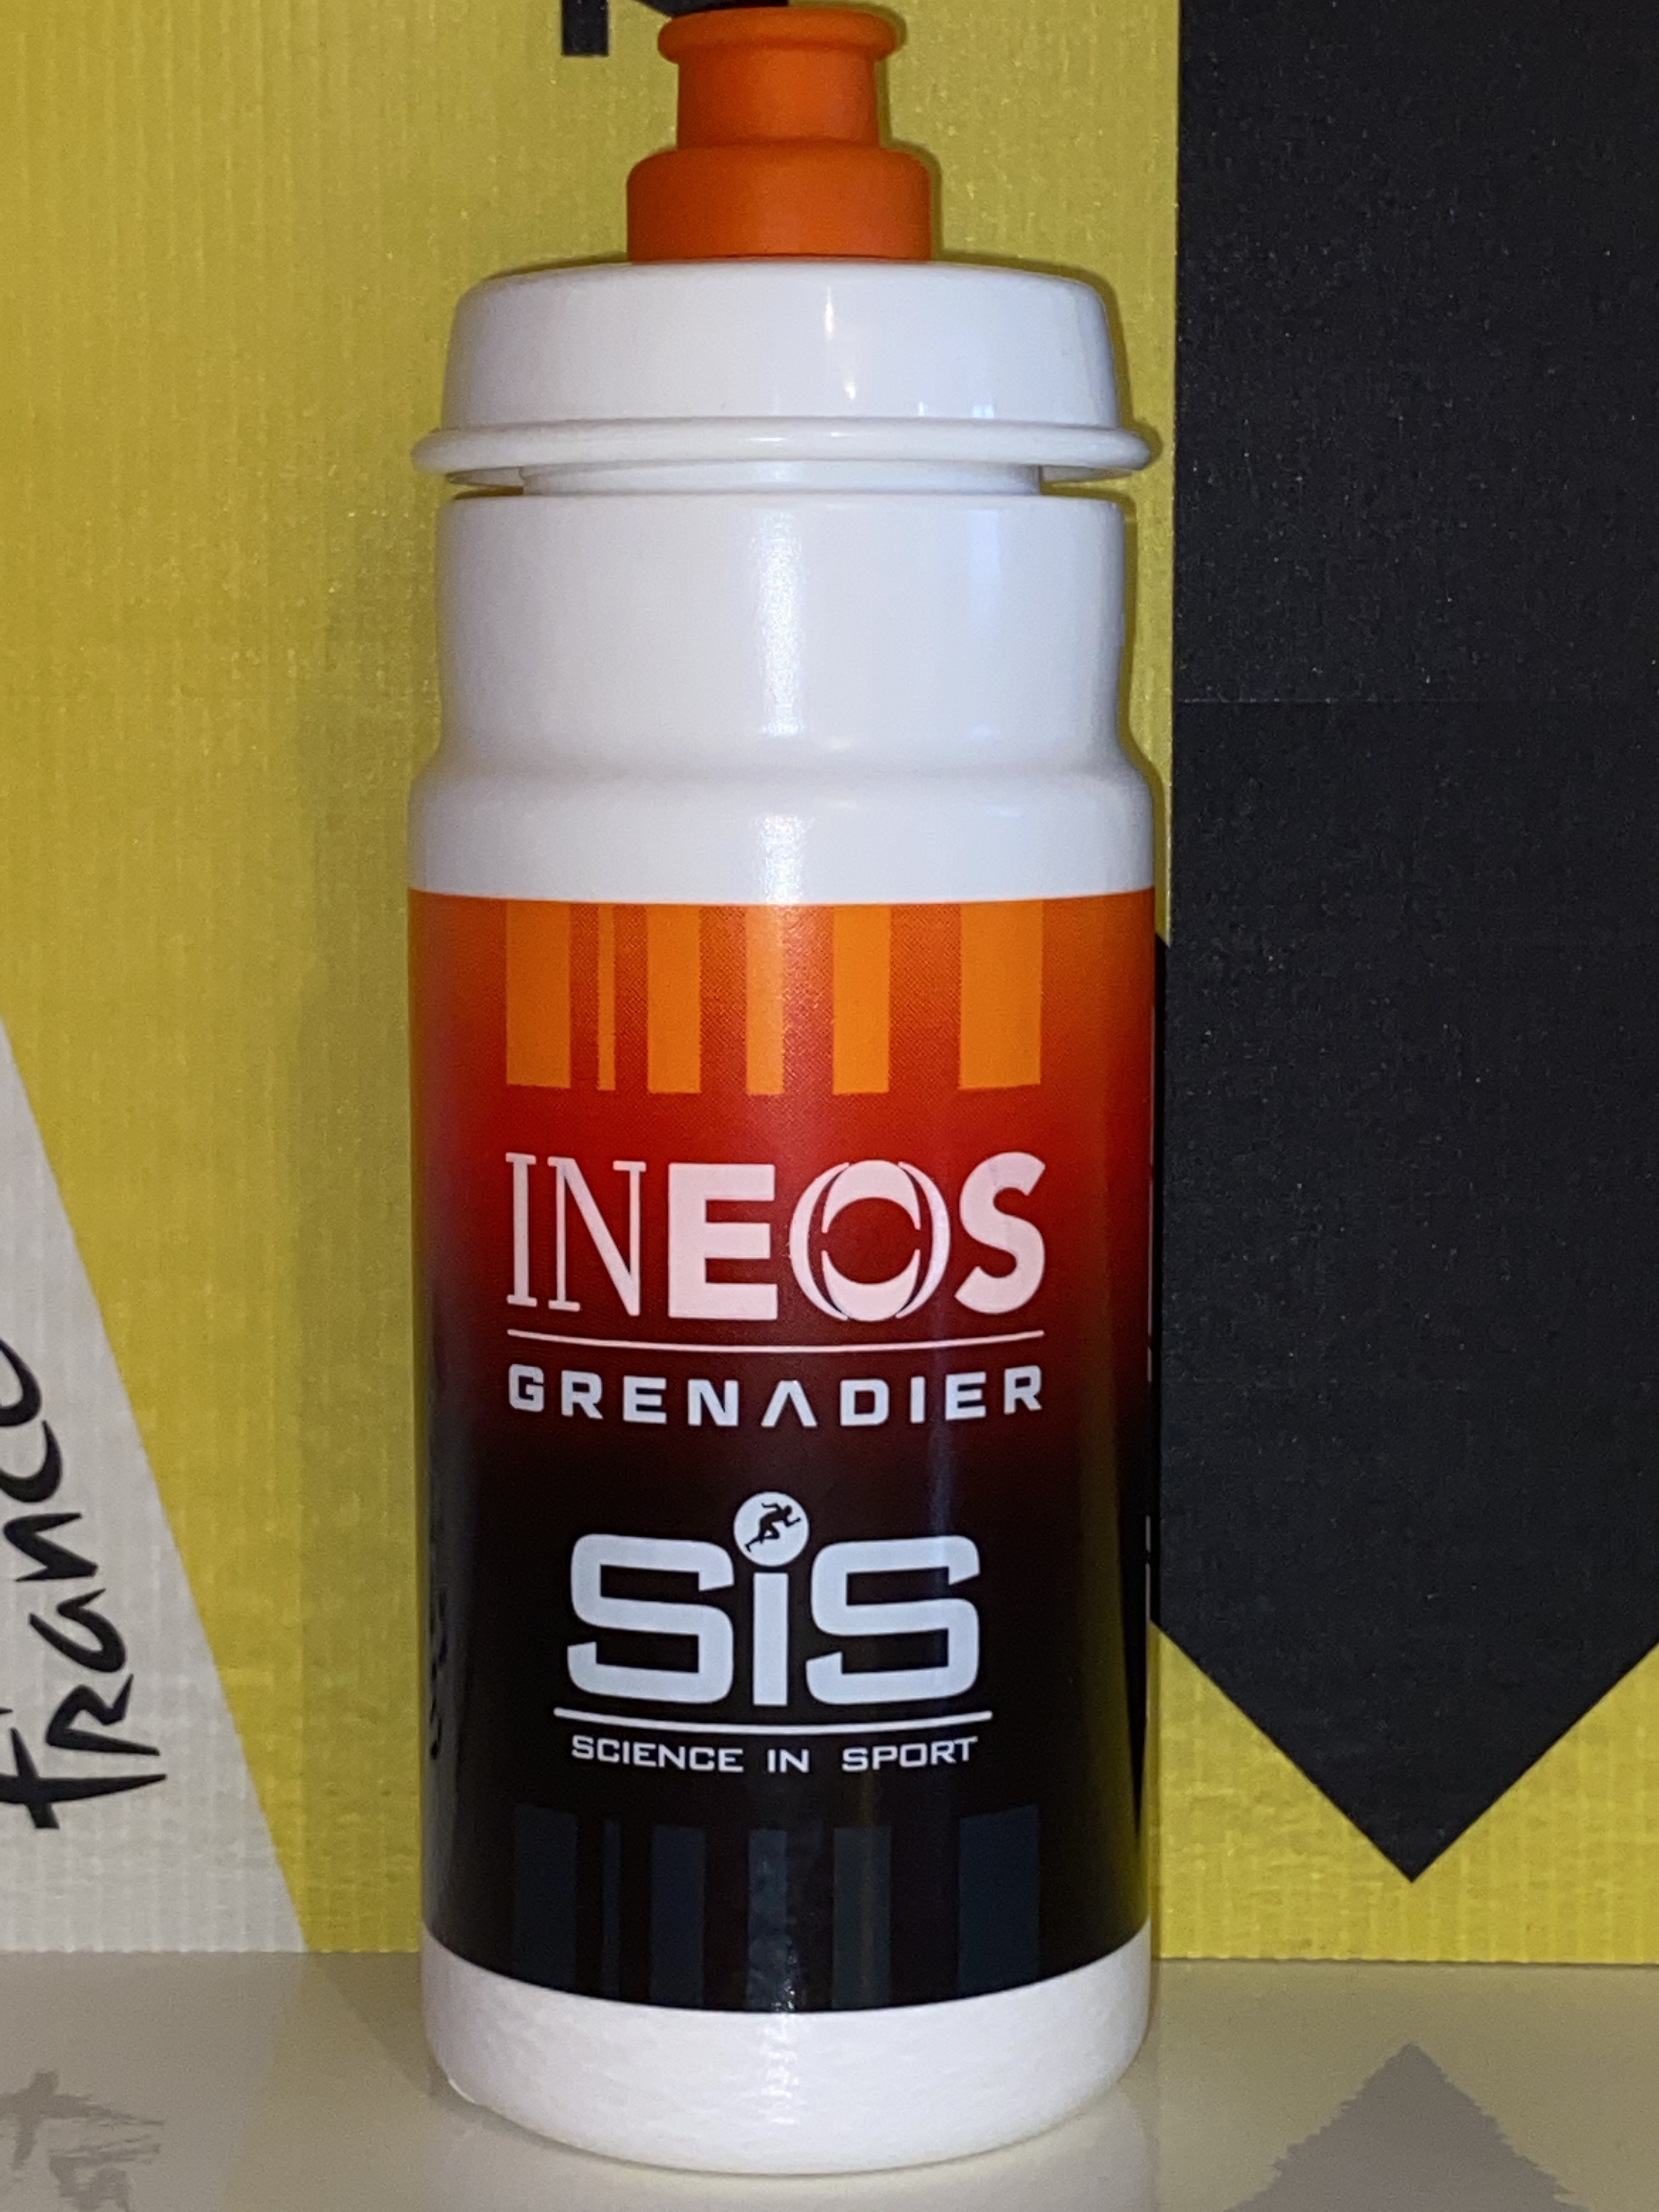 INEOS
GRENADIER
SiS
SCIENCE IN SPORT
France